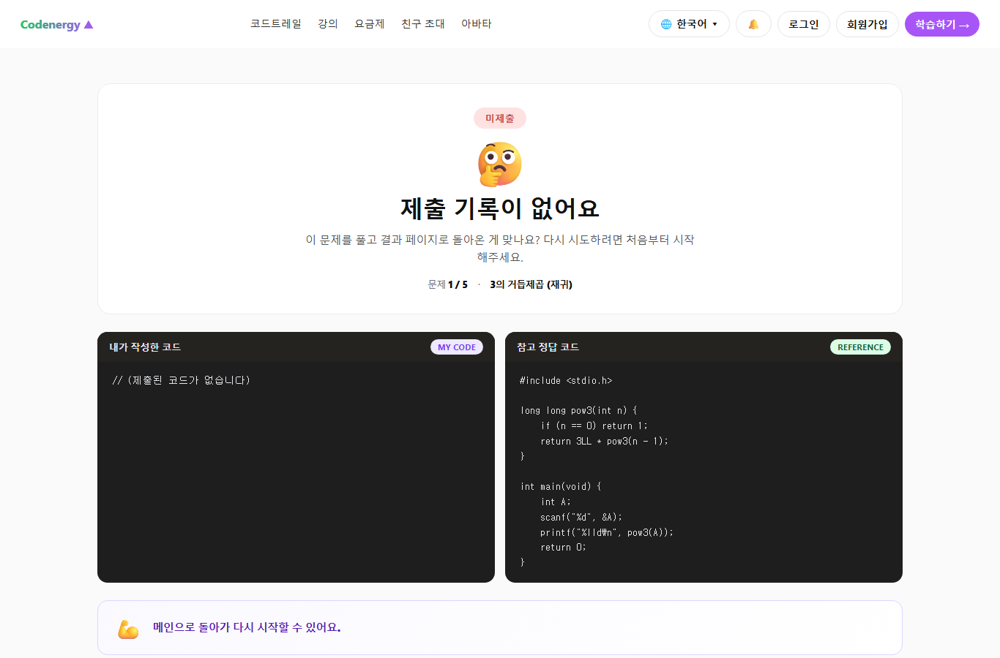 Codenergy ▲
코드트레일 강의 요금제 친구 초대 아바타
🌐 한국어 ▾
🔔
로그인
회원가입
학습하기 →
미제출
🤔
제출 기록이 없어요
이 문제를 풀고 결과 페이지로 돌아온 게 맞나요? 다시 시도하려면 처음부터 시작
해주세요.
문제 1 / 5 · 3의 거듭제곱 (재귀)
내가 작성한 코드
MY CODE
// (제출된 코드가 없습니다)
참고 정답 코드
REFERENCE
#include <stdio.h>
long long pow3(int n) {
    if (n == 0) return 1;
    return 3LL * pow3(n - 1);
}
int main(void) {
    int A;
    scanf("%d", &A);
    printf("%lld₩n", pow3(A));
    return 0;
}
💪 메인으로 돌아가 다시 시작할 수 있어요.